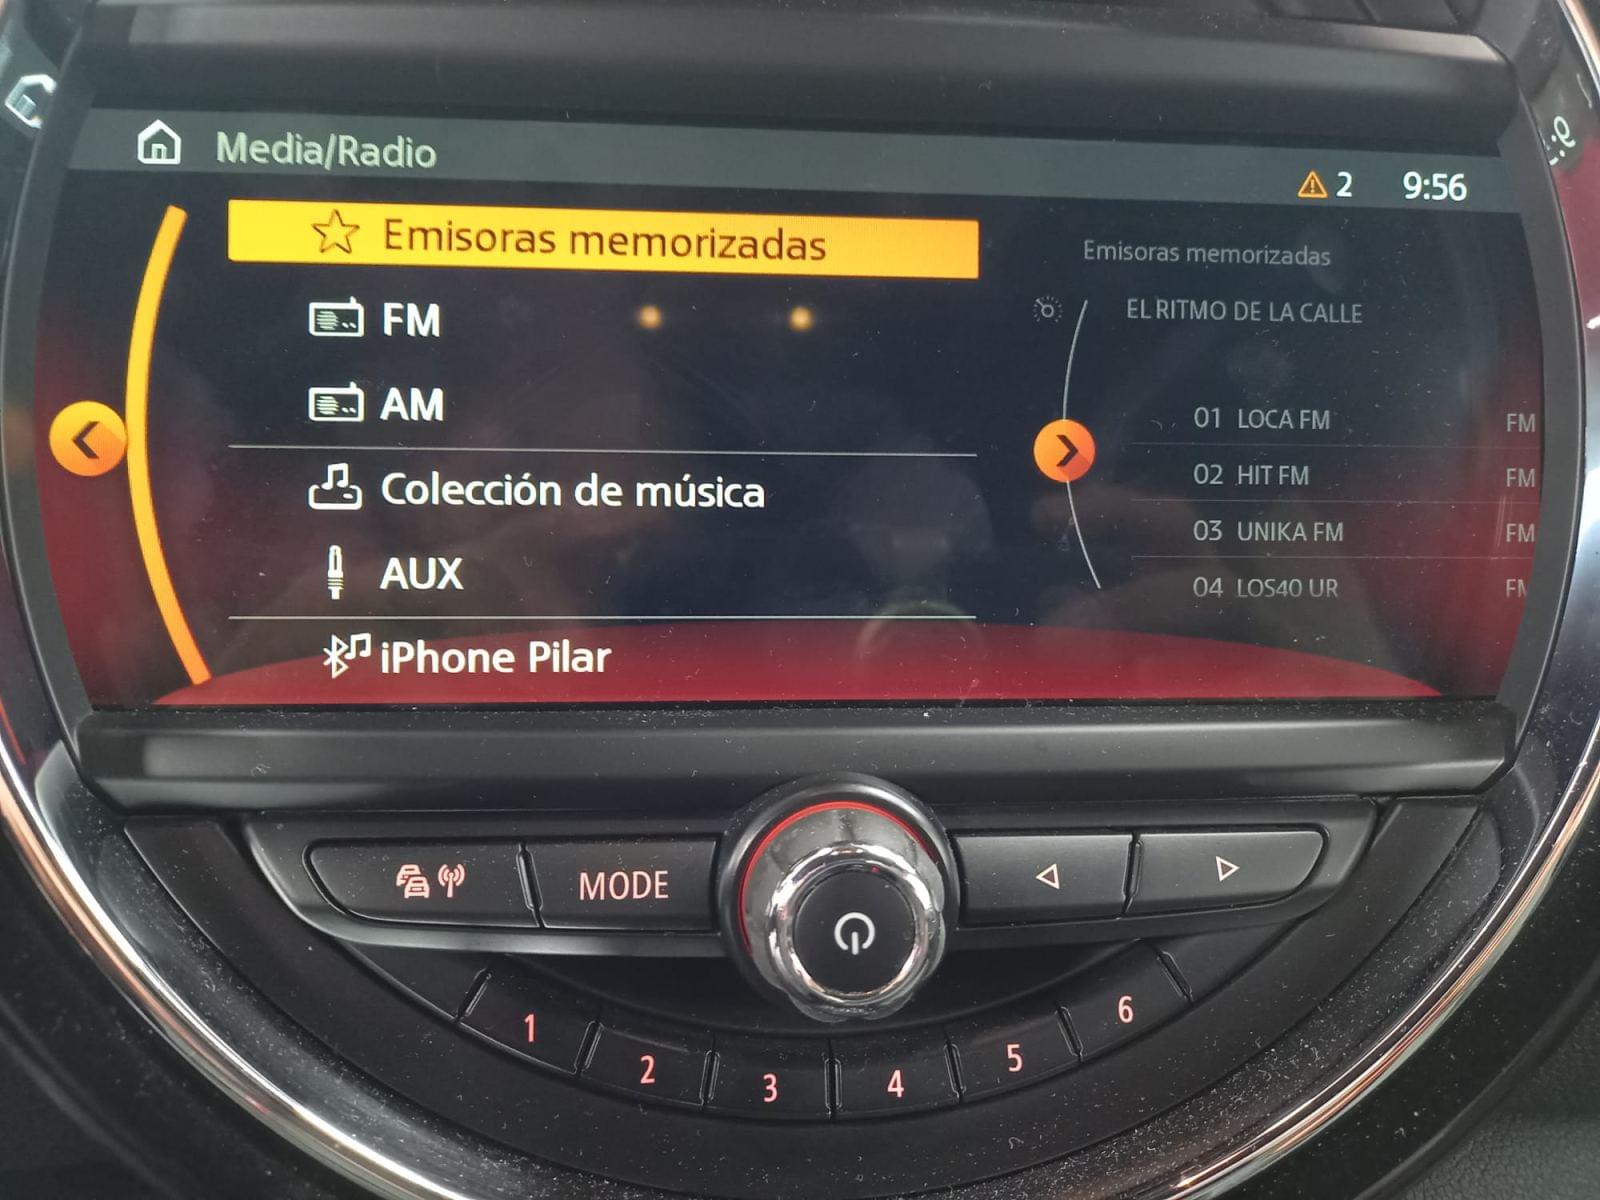 Media/Radio
2 9:56
Emisoras memorizadas
FM
AM
Colección de música
AUX
iPhone Pilar
Emisoras memorizadas
EL RITMO DE LA CALLE
01 LOCA FM FM
02 HIT FM FM
03 UNIKA FM FM
04 LOS40 UR FM
MODE
1
2
3
4
5
6